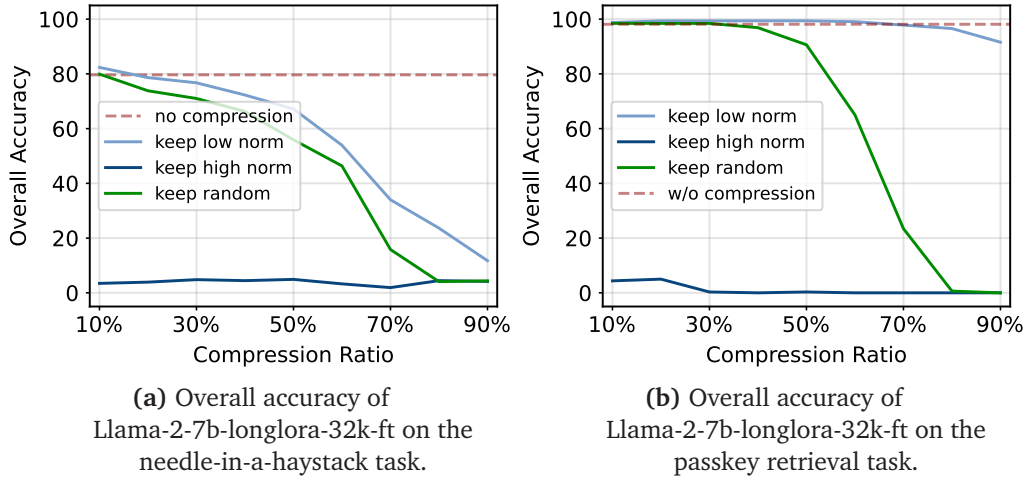 100
80
60
40
20
0
Overall Accuracy
no compression
keep low norm
keep high norm
keep random
10% 30% 50% 70% 90%
Compression Ratio
(a) Overall accuracy of
Llama-2-7b-longlora-32k-ft on the
needle-in-a-haystack task.
100
80
60
40
20
0
Overall Accuracy
keep low norm
keep high norm
keep random
w/o compression
10% 30% 50% 70% 90%
Compression Ratio
(b) Overall accuracy of
Llama-2-7b-longlora-32k-ft on the
passkey retrieval task.